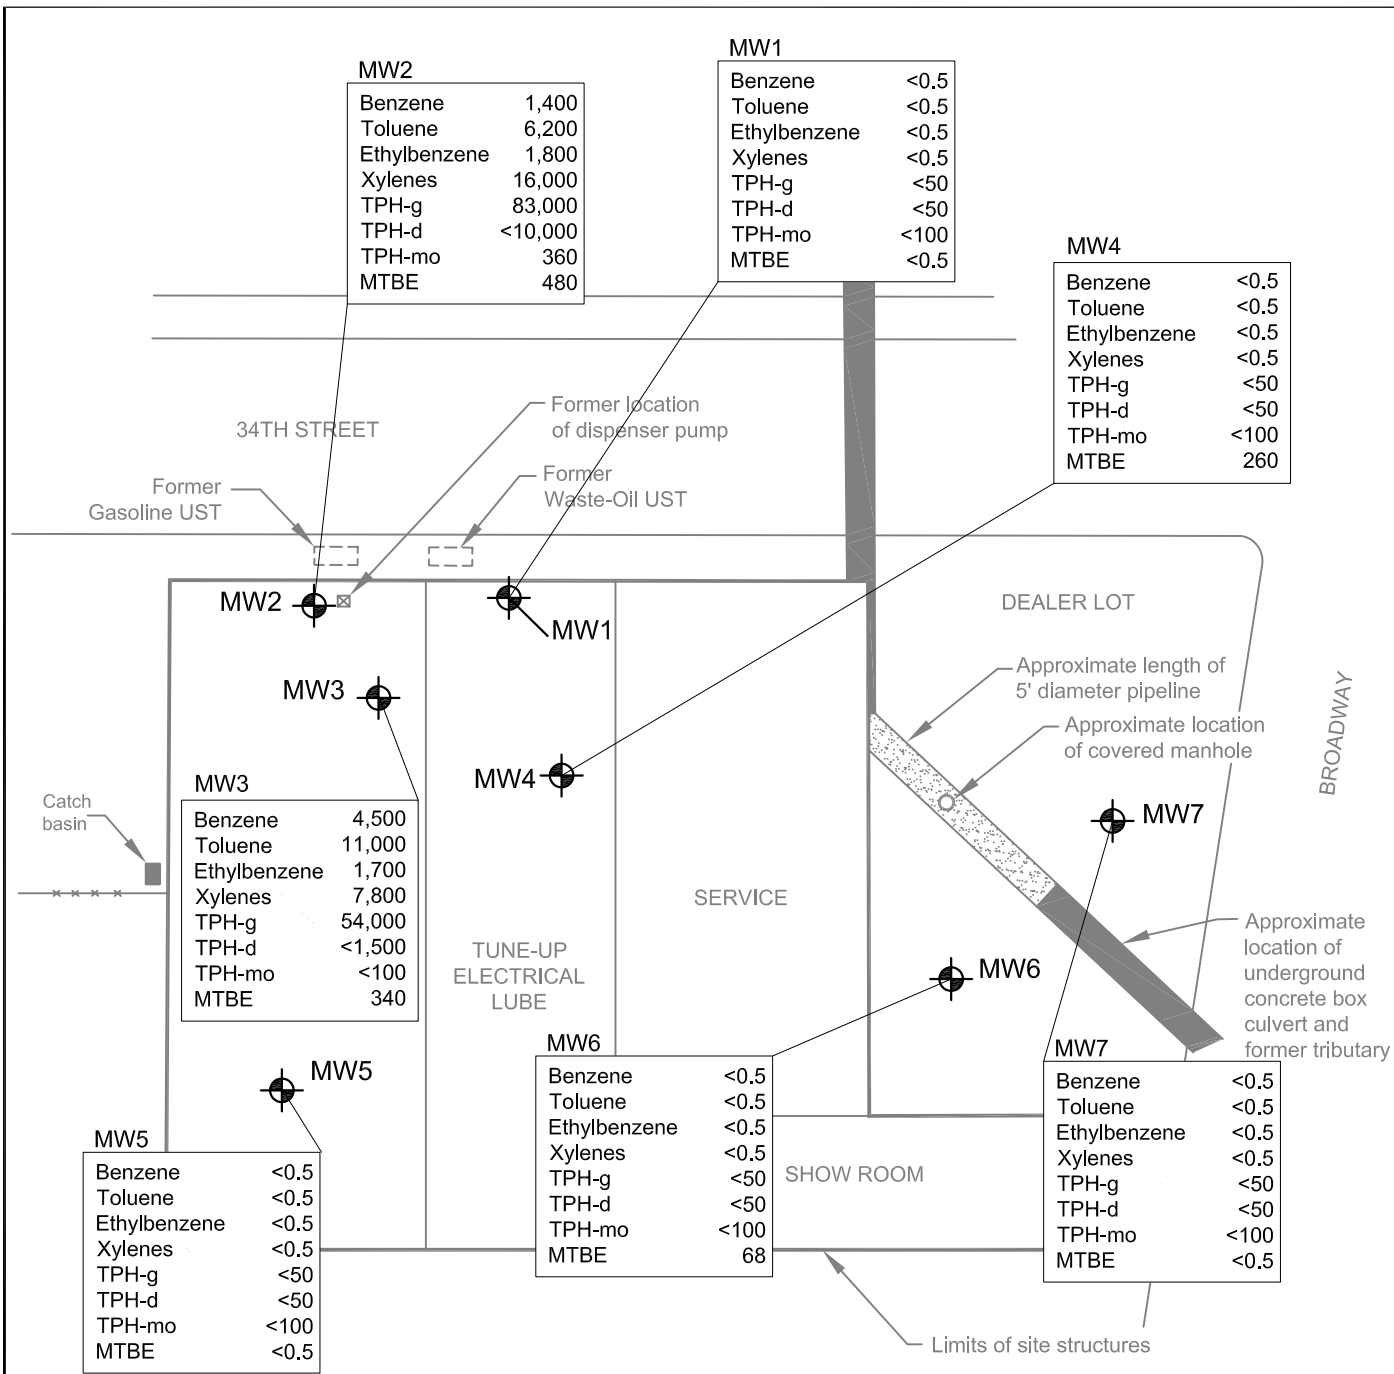 MW1
Benzene <0.5
Toluene <0.5
Ethylbenzene <0.5
Xylenes <0.5
TPH-g <50
TPH-d <50
TPH-mo <100
MTBE <0.5
MW2
Benzene 1,400
Toluene 6,200
Ethylbenzene 1,800
Xylenes 16,000
TPH-g 83,000
TPH-d <10,000
TPH-mo 360
MTBE 480
MW4
Benzene <0.5
Toluene <0.5
Ethylbenzene <0.5
Xylenes <0.5
TPH-g <50
TPH-d <50
TPH-mo <100
MTBE 260
34TH STREET
Former location
of dispenser pump
Former
Gasoline UST
Former
Waste-Oil UST
MW2
MW1
DEALER LOT
MW3
Approximate length of
5' diameter pipeline
Approximate location
of covered manhole
BROADWAY
MW4
MW7
Catch
basin
MW3
Benzene 4,500
Toluene 11,000
Ethylbenzene 1,700
Xylenes 7,800
TPH-g 54,000
TPH-d <1,500
TPH-mo <100
MTBE 340
SERVICE
TUNE-UP
ELECTRICAL
LUBE
MW6
Approximate
location of
underground
concrete box
culvert and
former tributary
MW5
MW6
Benzene <0.5
Toluene <0.5
Ethylbenzene <0.5
Xylenes <0.5
TPH-g <50
TPH-d <50
TPH-mo <100
MTBE 68
MW7
Benzene <0.5
Toluene <0.5
Ethylbenzene <0.5
Xylenes <0.5
TPH-g <50
TPH-d <50
TPH-mo <100
MTBE <0.5
MW5
Benzene <0.5
Toluene <0.5
Ethylbenzene <0.5
Xylenes <0.5
TPH-g <50
TPH-d <50
TPH-mo <100
MTBE <0.5
SHOW ROOM
Limits of site structures